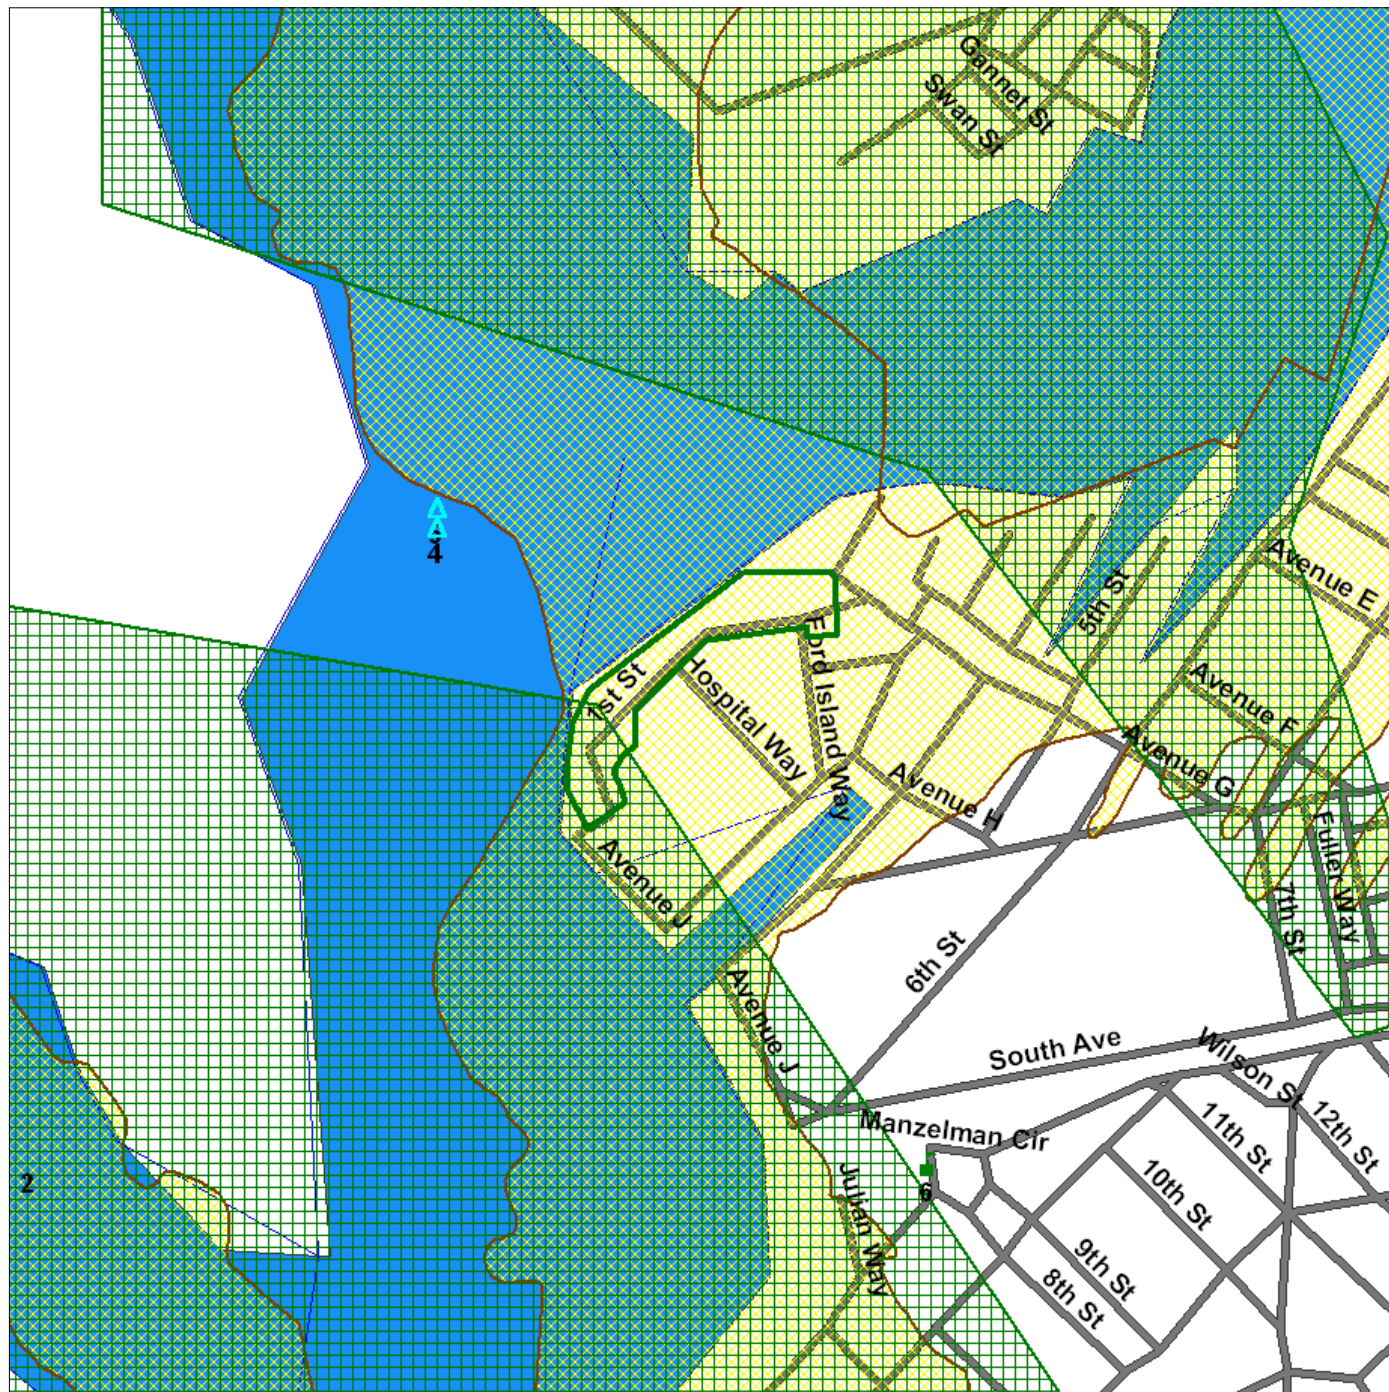 Gannet St
Swan St
4
5th St
Avenue E
1st St
Ford Island Way
Hospital Way
Avenue F
Avenue G
Avenue H
Fuller Way
Avenue J
7th St
6th St
Avenue J
South Ave
Wilson St
Manzelman Cir
11th St
12th St
2
6
Julian Way
10th St
9th St
8th St